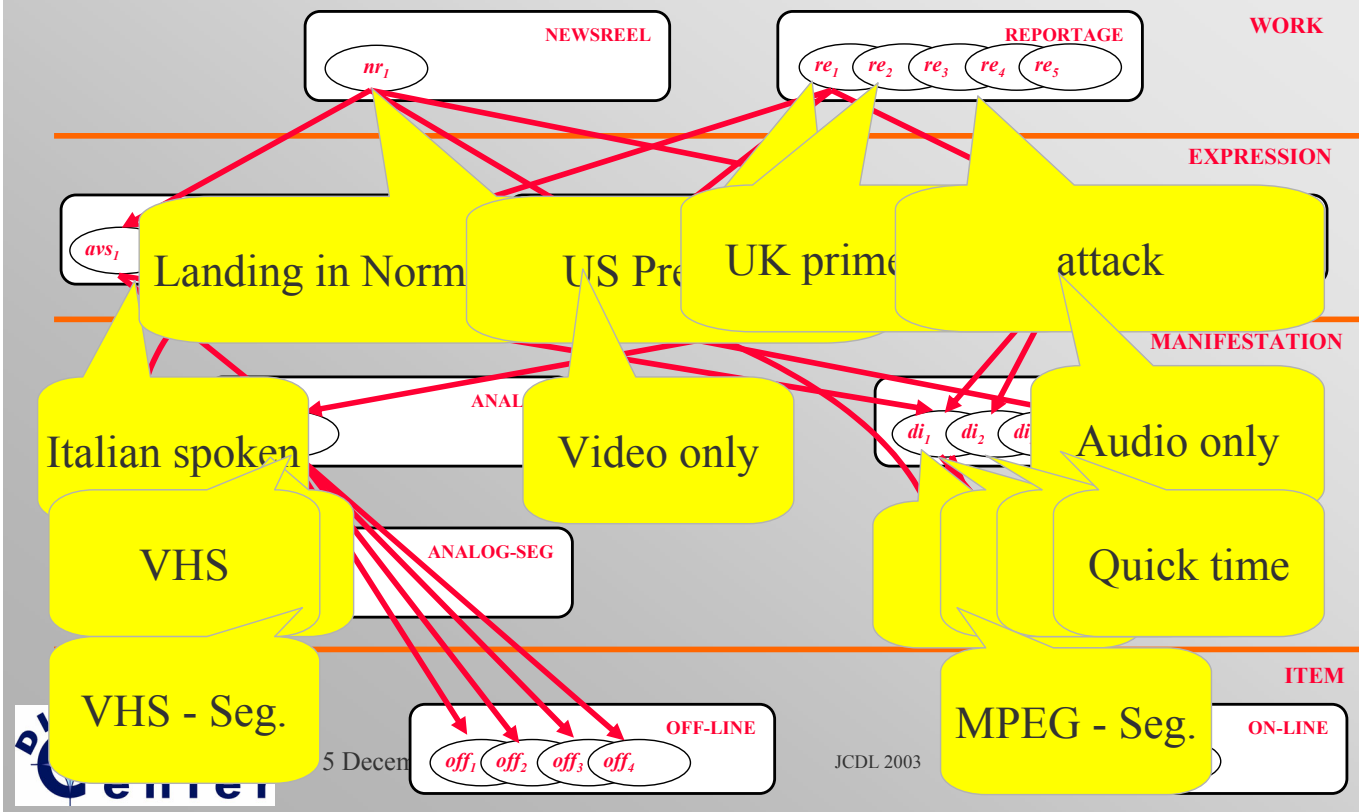 NEWSREEL
REPORTAGE
WORK
nr1
re1 re2 re3 re4 re5
EXPRESSION
avs1
Landing in Norm
US Pre
UK prime
attack
MANIFESTATION
ANAL
Italian spoken
Video only
di1 di2 di
Audio only
VHS
ANALOG-SEG
Quick time
ITEM
VHS - Seg.
OFF-LINE
MPEG - Seg.
ON-LINE
off1 off2 off3 off4
5 Decem
JCDL 2003
enter